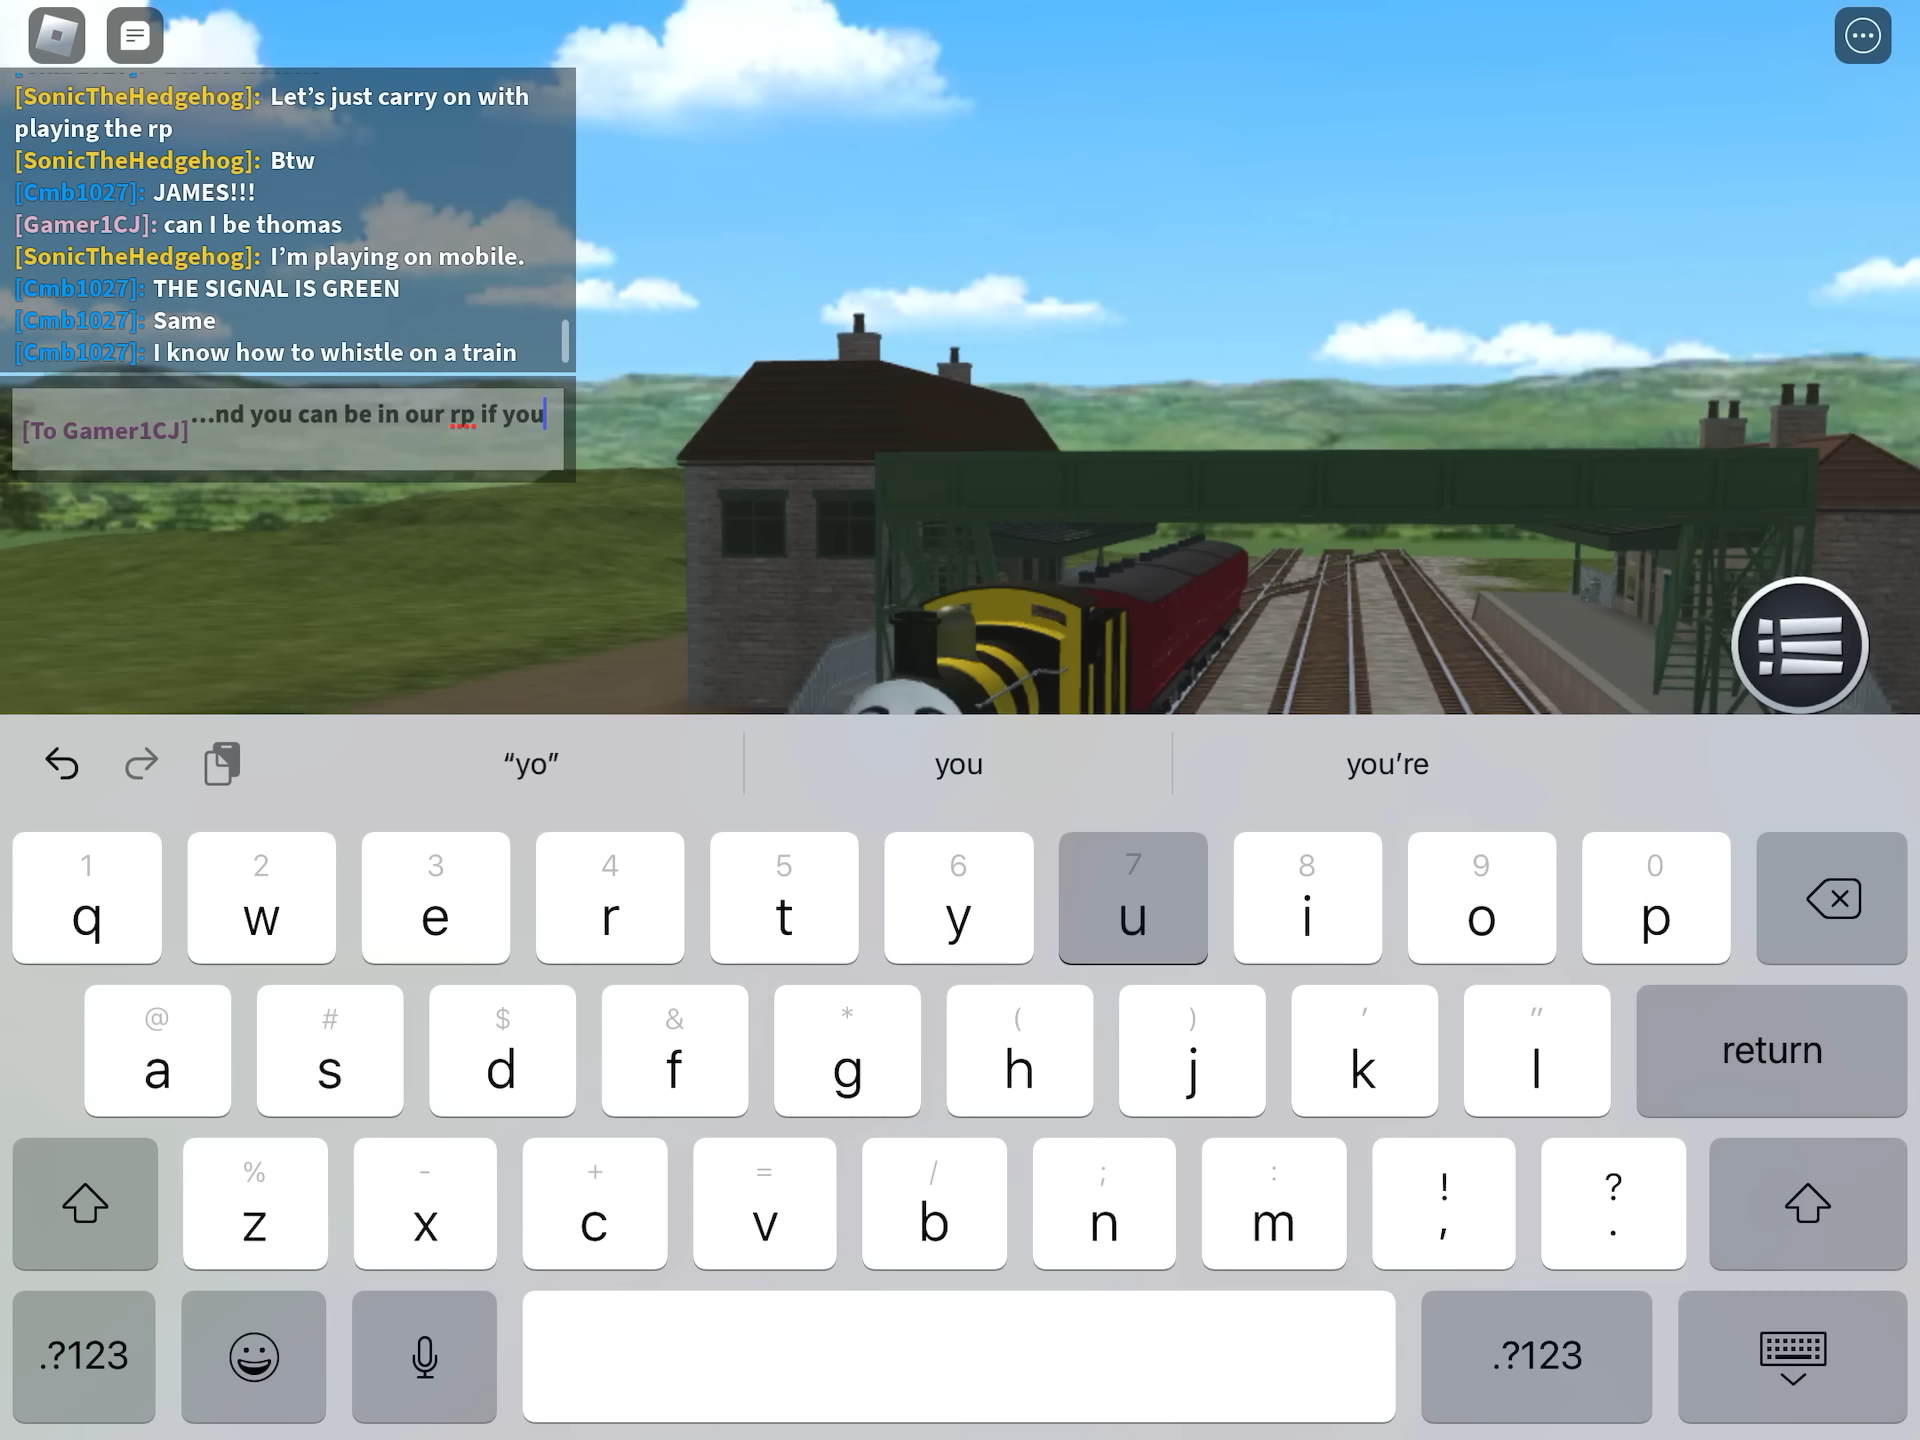 [SonicTheHedgehog]: Let's just carry on with
playing the rp
[SonicTheHedgehog]: Btw
[Cmb1027]: JAMES!!!
[Gamer1CJ]: can I be thomas
[SonicTheHedgehog]: I'm playing on mobile.
[Cmb1027]: THE SIGNAL IS GREEN
[Cmb1027]: Same
[Cmb1027]: I know how to whistle on a train
[To Gamer1CJ] ...nd you can be in our rp if you
“yo” you you’re
1 2 3 4 5 6 7 8 9 0
q w e r t y u i o p
@ # $ & * ( ) ' "
a s d f g h j k l return
% - + = / ; : ! ?
z x c v b n m , .
.?123 .?123